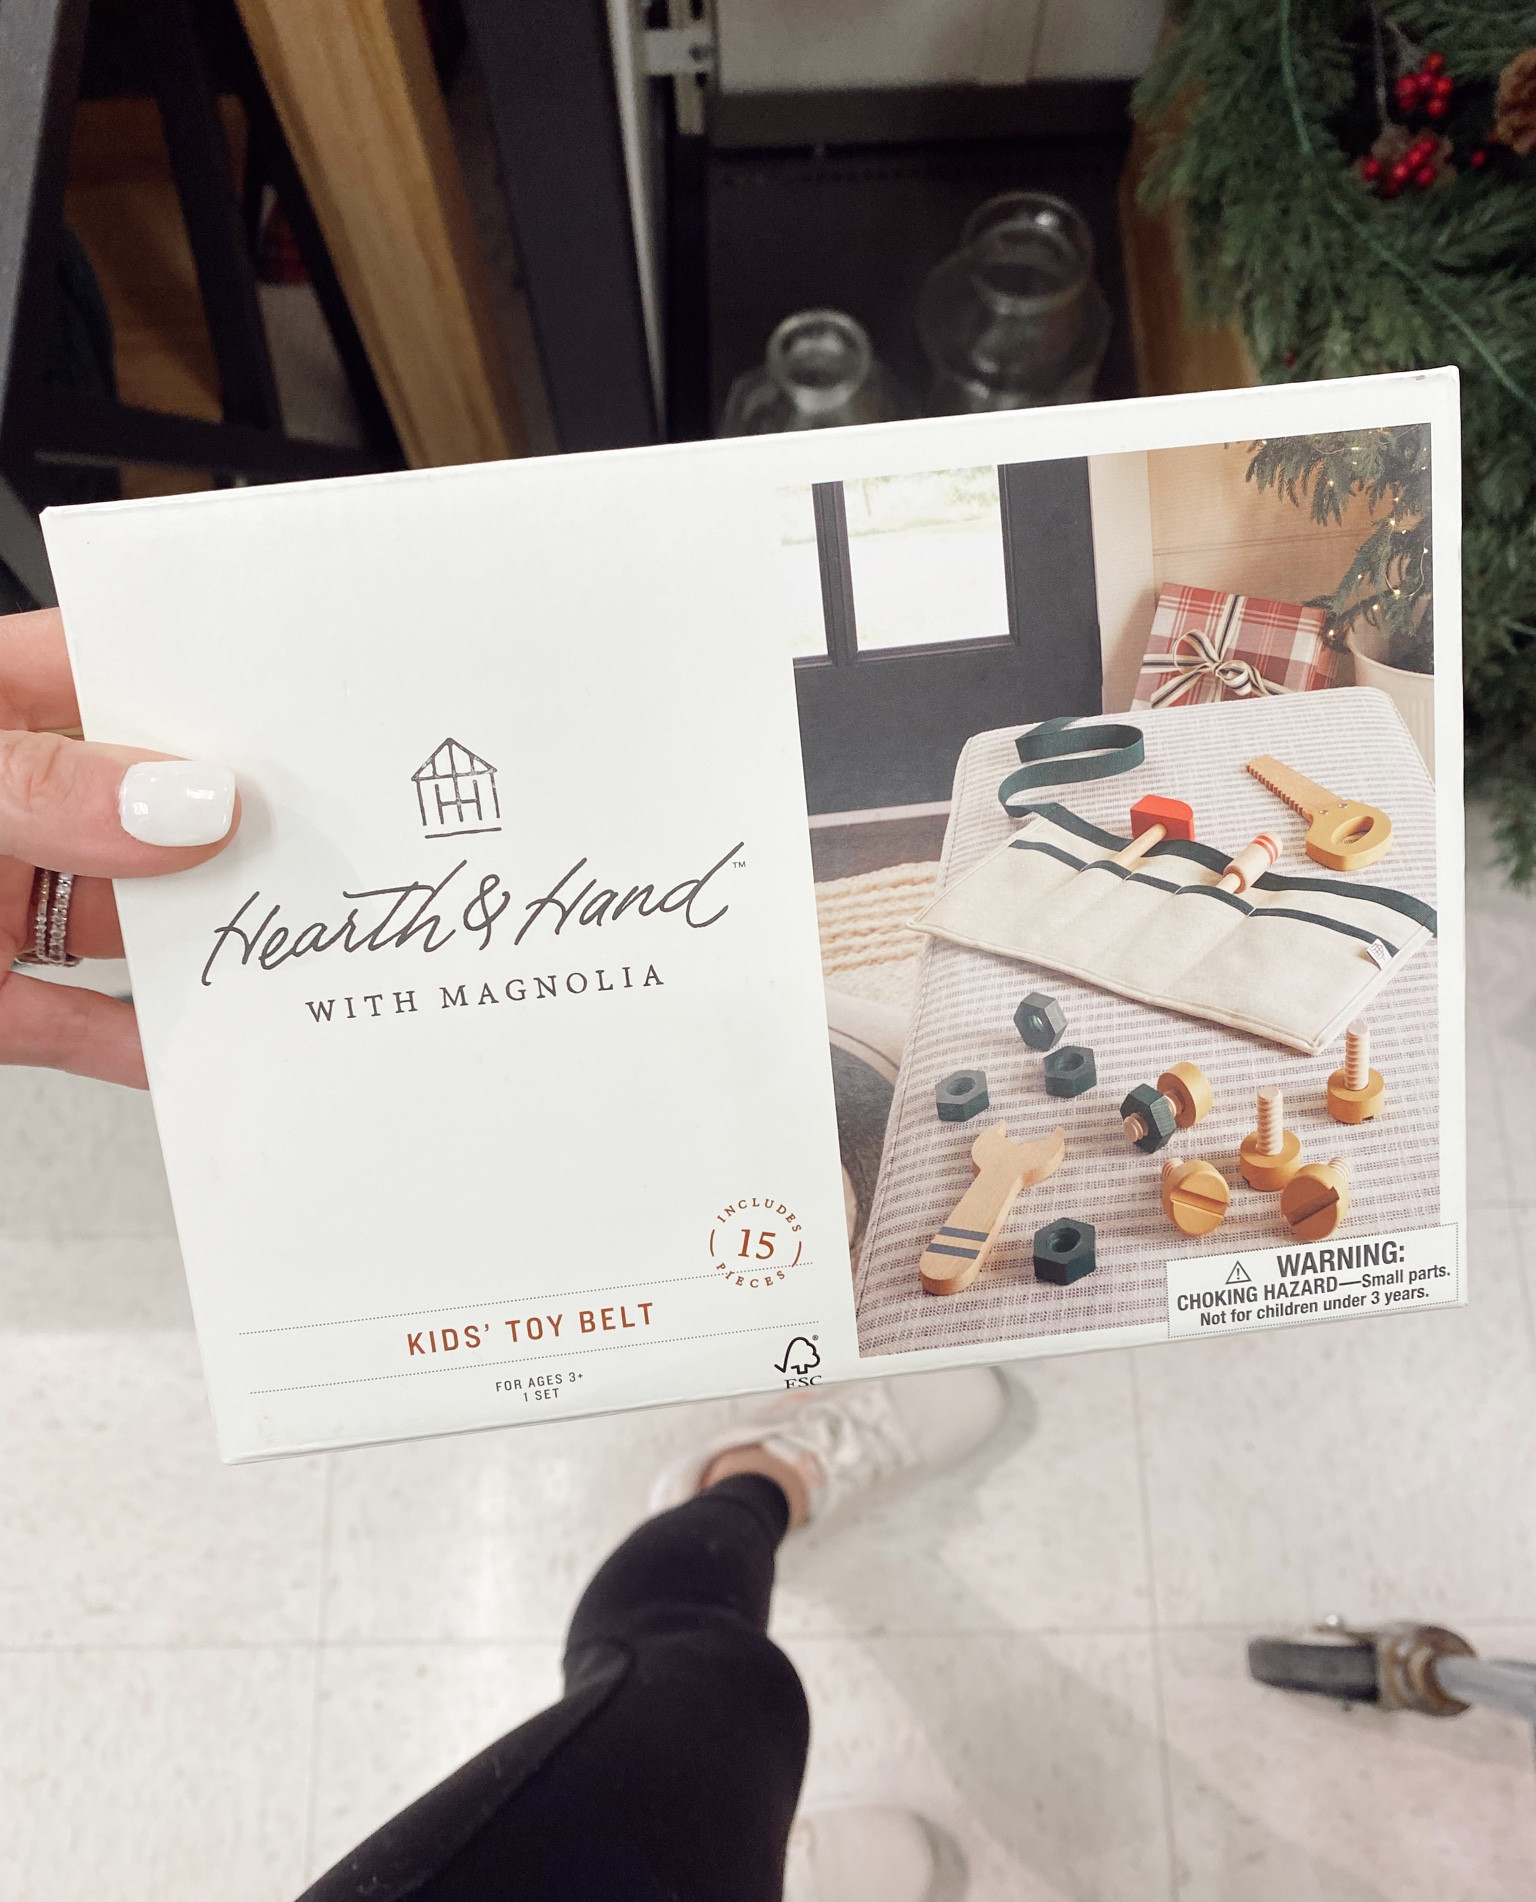 Hearth & Hand™
WITH MAGNOLIA
INCLUDES
15
PIECES
KIDS' TOY BELT
FOR AGES 3+
1 SET
FSC®
⚠ WARNING:
CHOKING HAZARD—Small parts.
Not for children under 3 years.